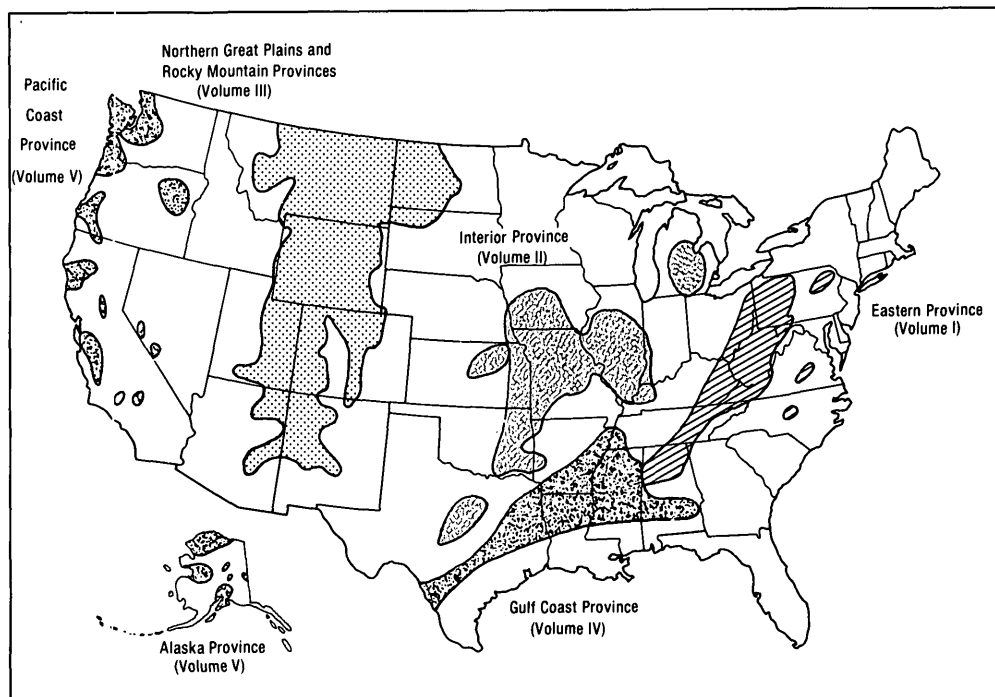 Northern Great Plains and
Rocky Mountain Provinces
(Volume III)
Pacific
Coast
Province
(Volume V)
Interior Province
(Volume II)
Eastern Province
(Volume I)
Gulf Coast Province
(Volume IV)
Alaska Province
(Volume V)